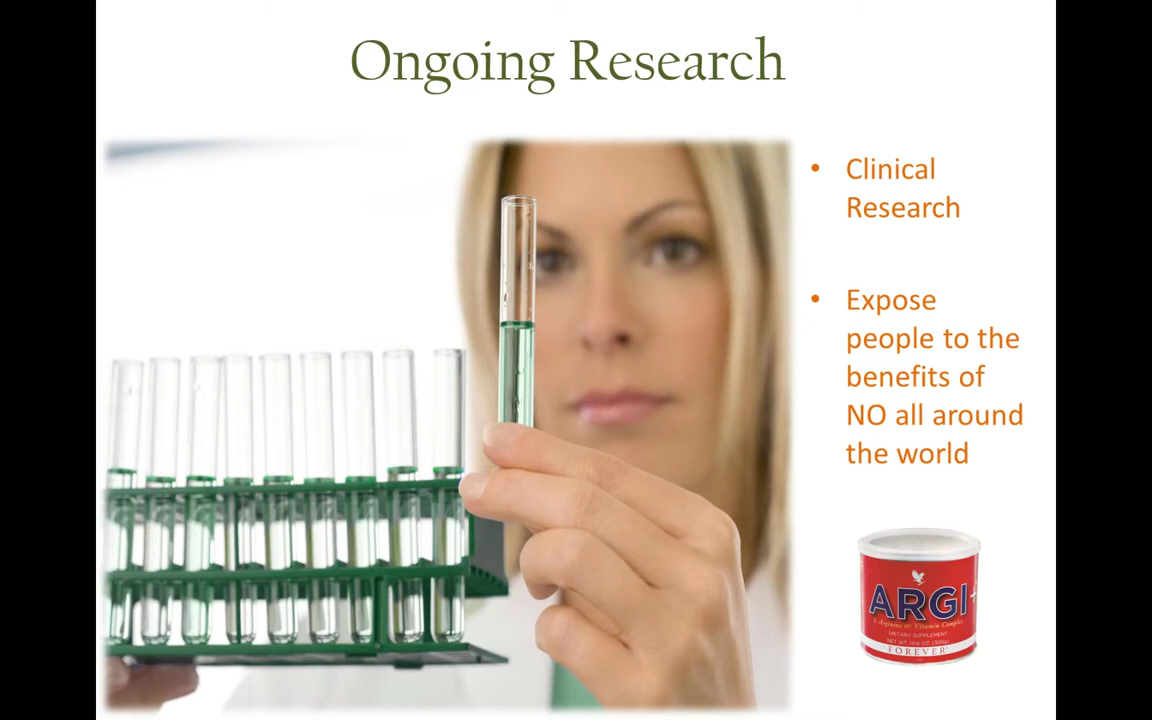 Ongoing Research
• Clinical
Research
• Expose
people to the
benefits of
NO all around
the world
ARGI+
L-Arginine & Vitamin Complex
DIETARY SUPPLEMENT
NET WT. 10.6 OZ. (300g)
FOREVER